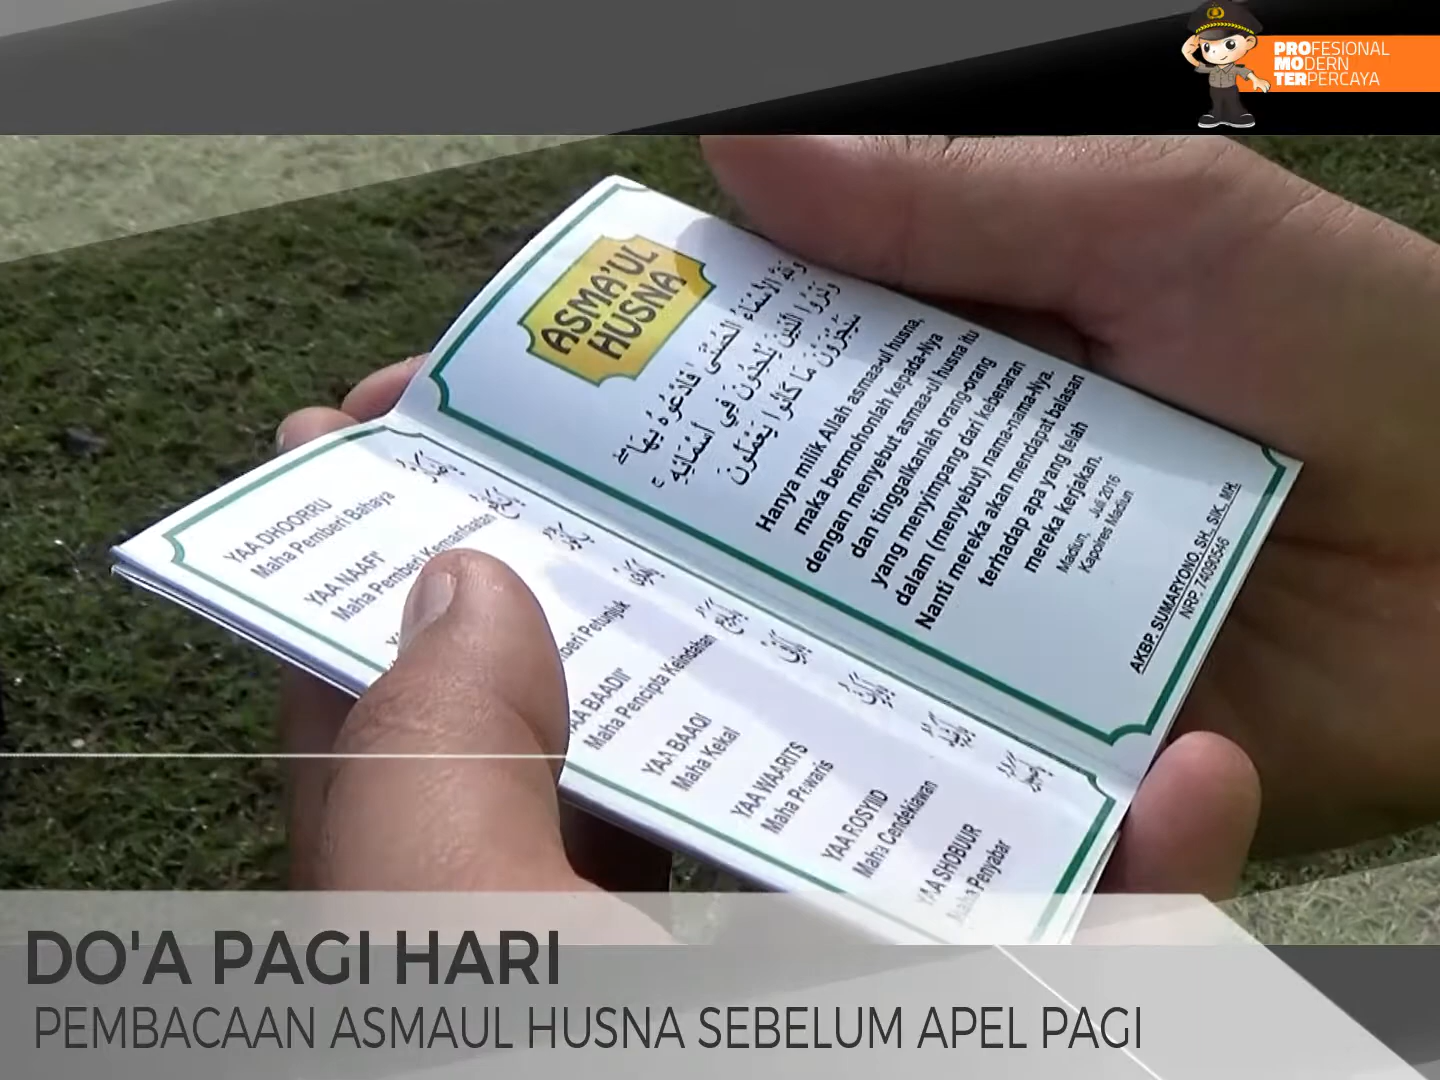 PROFESIONAL
MODERN
TERPERCAYA
ASMA'UL
HUSNA
وَلِلَّهِ الْأَسْمَاءُ الْحُسْنَىٰ فَادْعُوهُ بِهَا ۖ
وَذَرُوا الَّذِينَ يُلْحِدُونَ فِي أَسْمَائِهِ ۚ
سَيُجْزَوْنَ مَا كَانُوا يَعْمَلُونَ
Hanya milik Allah asmaa-ul husna,
maka bermohonlah kepada-Nya
dengan menyebut asmaa-ul husna itu
dan tinggalkanlah orang-orang
yang menyimpang dari kebenaran
dalam (menyebut) nama-nama-Nya.
Nanti mereka akan mendapat balasan
terhadap apa yang telah
mereka kerjakan.
Madiun, Juli 2016
Kapolres Madiun
AKBP. SUMARYONO, SH., SIK., MH.
NRP. 74090546
YAA DHOORRU
Maha Pemberi Bahaya
YAA NAAFI'
Maha Pemberi Kemanfaatan
Petunjuk
YAA BAADII'
Maha Pencipta Keindahan
YAA BAAQI
Maha Kekal
YAA WAARITS
Maha Pewaris
YAA ROSYIID
Maha Cendekiawan
YAA SHOBUUR
Maha Penyabar
DO'A PAGI HARI
PEMBACAAN ASMAUL HUSNA SEBELUM APEL PAGI